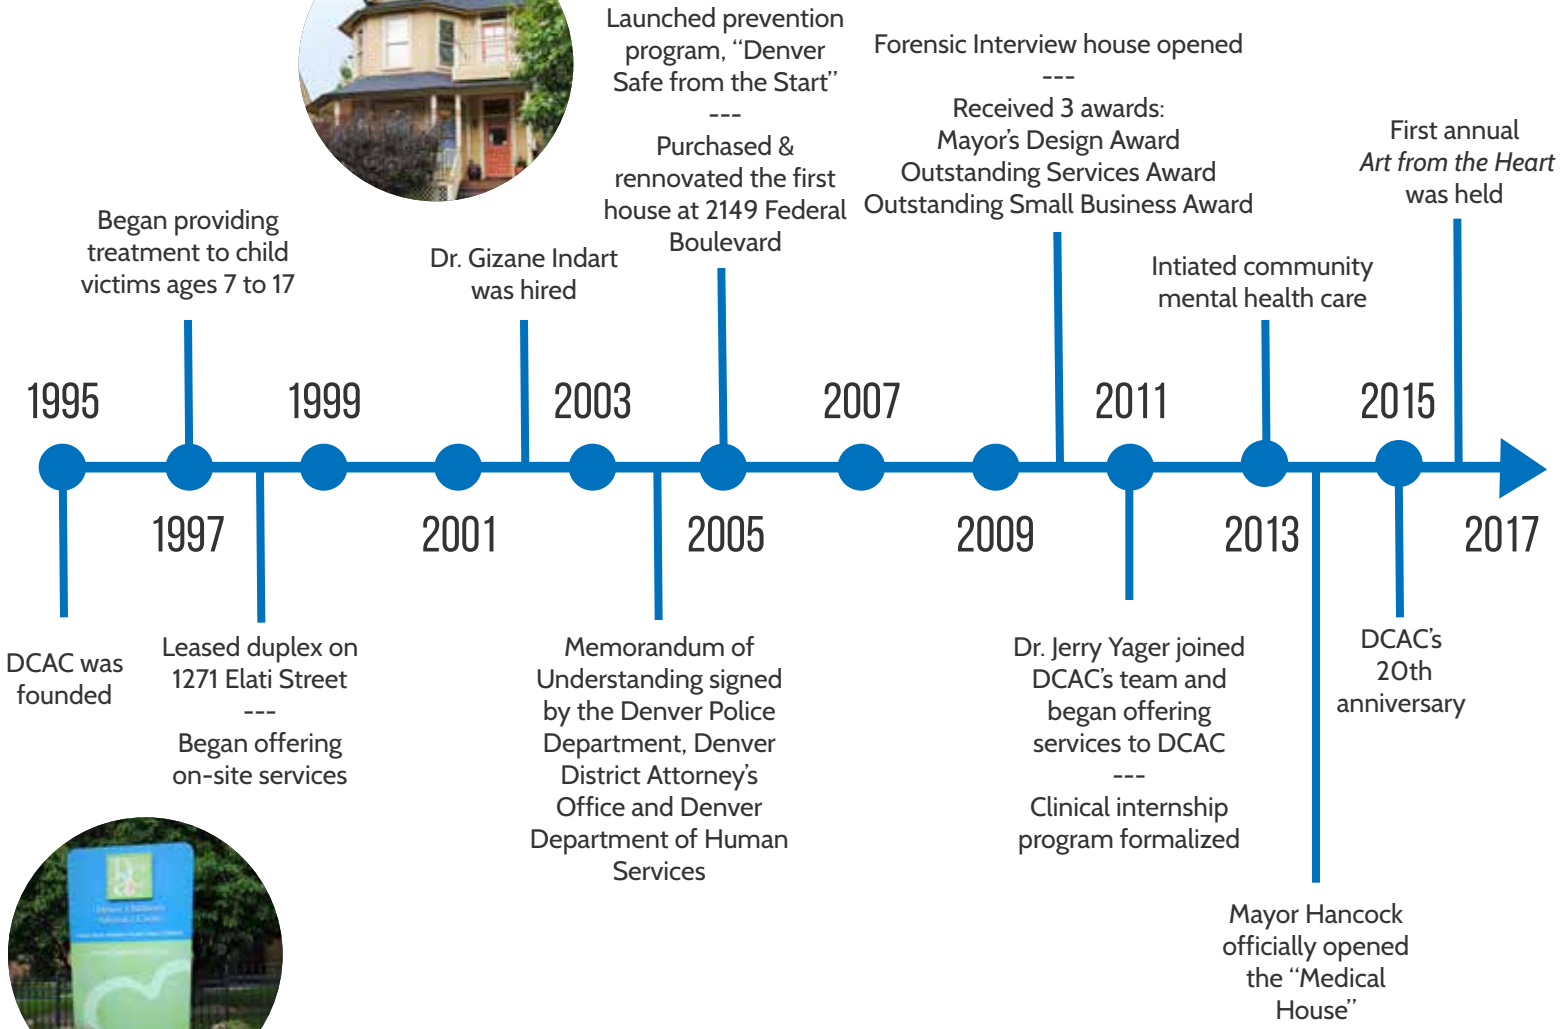 Launched prevention
program, “Denver
Safe from the Start”
---
Purchased &
rennovated the first
house at 2149 Federal
Boulevard
Forensic Interview house opened
---
Received 3 awards:
Mayor’s Design Award
Outstanding Services Award
Outstanding Small Business Award
First annual
Art from the Heart
was held
Began providing
treatment to child
victims ages 7 to 17
Dr. Gizane Indart
was hired
Intiated community
mental health care
1995
1999
2003
2007
2011
2015
1997
2001
2005
2009
2013
2017
DCAC was
founded
Leased duplex on
1271 Elati Street
---
Began offering
on-site services
Memorandum of
Understanding signed
by the Denver Police
Department, Denver
District Attorney’s
Office and Denver
Department of Human
Services
Dr. Jerry Yager joined
DCAC’s team and
began offering
services to DCAC
---
Clinical internship
program formalized
DCAC’s
20th
anniversary
Mayor Hancock
officially opened
the “Medical
House”